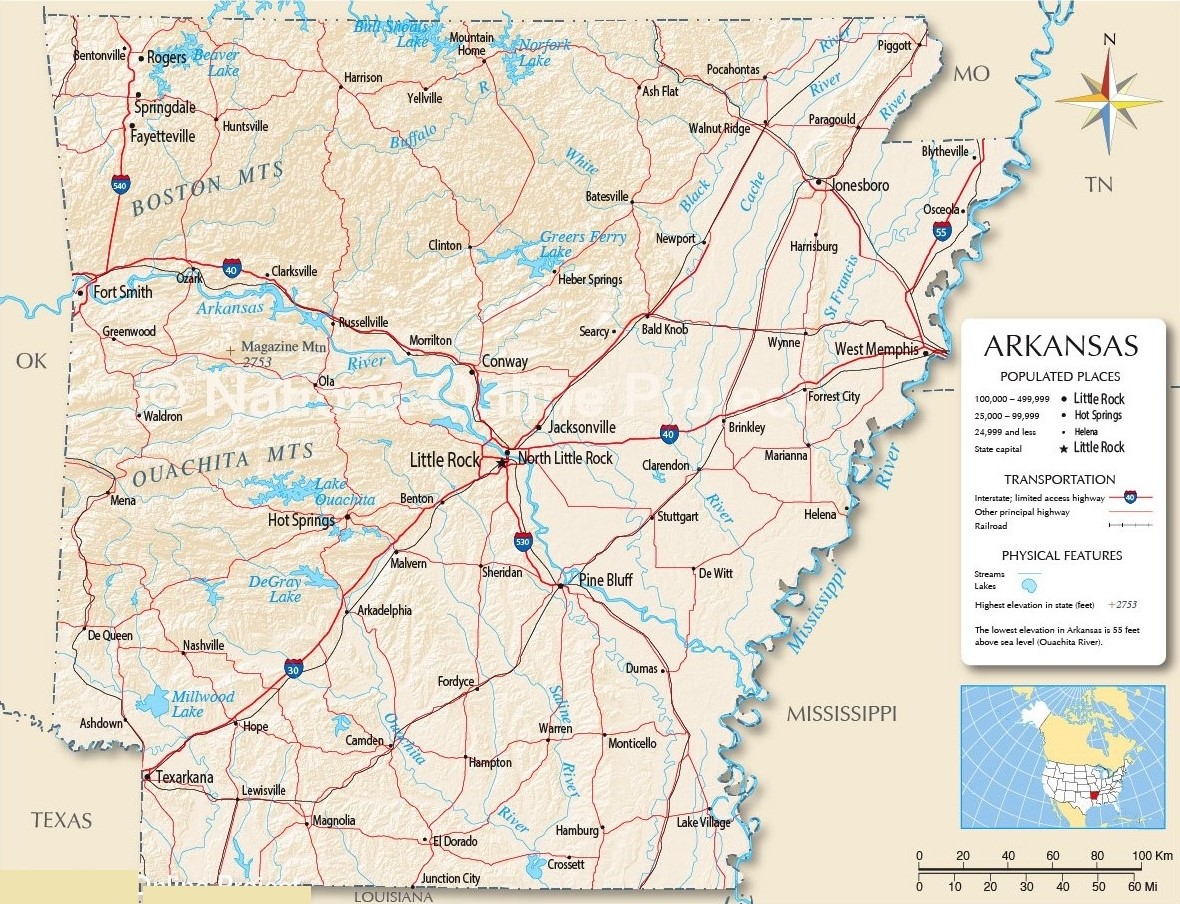 Bull Shoals
Lake
Mountain
Home
Norfork
Lake
River
Piggott
MO
N
Bentonville
Rogers
Beaver
Lake
Harrison
Yellville
R
Ash Flat
Pocahontas
River
River
Springdale
Fayetteville
Huntsville
Buffalo
Walnut Ridge
Paragould
Blytheville
TN
540
BOSTON MTS
White
Batesville
Black
Cache
Jonesboro
Osceola
55
Clinton
Greers Ferry
Lake
Newport
Harrisburg
Heber Springs
St Francis
Ozark
40
Clarksville
Fort Smith
Arkansas
Greenwood
Russellville
Magazine Mtn
2753
Morrilton
River
Conway
Searcy
Bald Knob
Wynne
West Memphis
OK
Ola
Waldron
© Nations Online Project
Forrest City
Jacksonville
40
Brinkley
OUACHITA MTS
Little Rock
North Little Rock
Clarendon
Marianna
River
Mena
Lake
Ouachita
Benton
Hot Springs
River
Stuttgart
Helena
530
Malvern
Sheridan
DeGray
Lake
Pine Bluff
De Witt
Arkadelphia
Mississippi
De Queen
Nashville
30
Dumas
Fordyce
Millwood
Lake
Saline
Ashdown
Hope
Camden
Ouachita
Warren
Monticello
MISSISSIPPI
Hampton
River
Texarkana
Lewisville
Magnolia
River
El Dorado
Hamburg
Lake Village
TEXAS
Crossett
Junction City
LOUISIANA
Online Project
ARKANSAS
POPULATED PLACES
100,000 – 499,999 Little Rock
25,000 – 99,999 Hot Springs
24,999 and less Helena
State capital Little Rock
TRANSPORTATION
Interstate; limited access highway 40
Other principal highway
Railroad
PHYSICAL FEATURES
Streams
Lakes
Highest elevation in state (feet) +2753
The lowest elevation in Arkansas is 55 feet
above sea level (Ouachita River).
0 20 40 60 80 100 Km
0 10 20 30 40 50 60 Mi